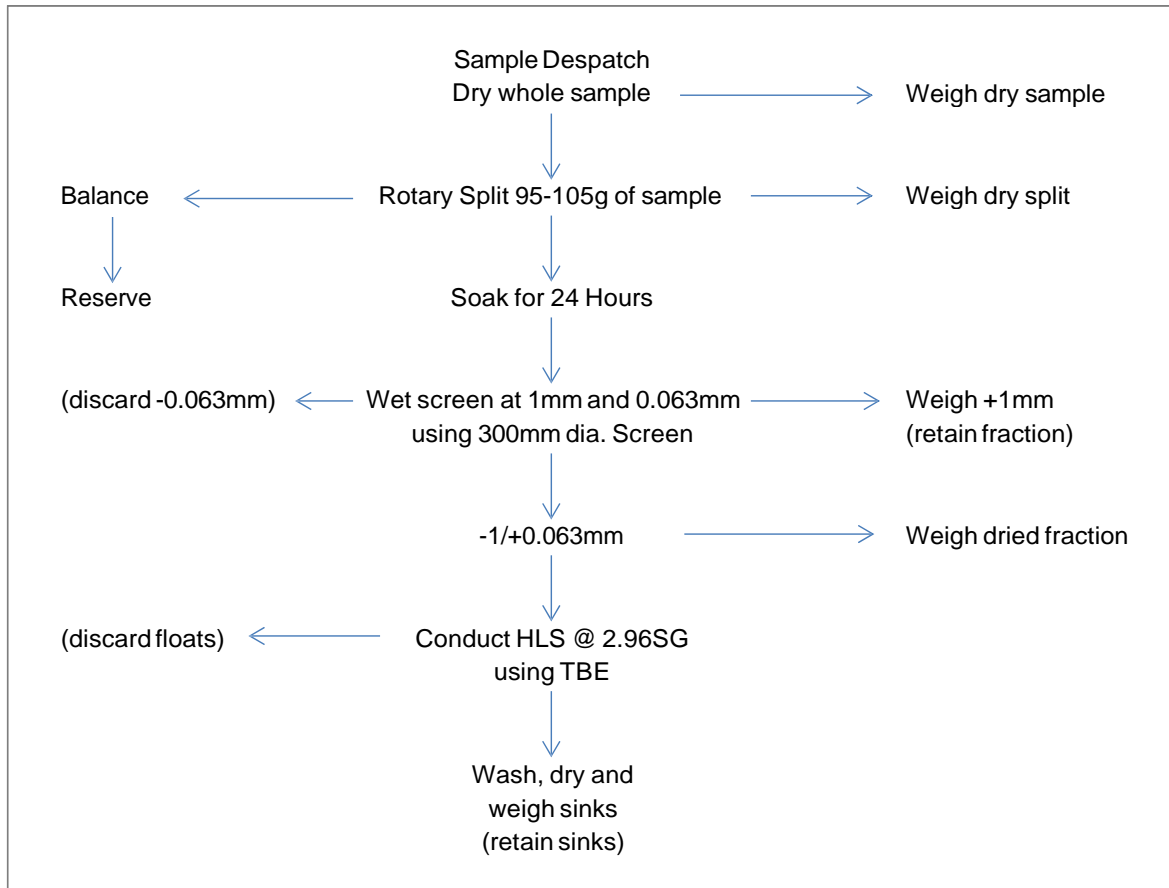 Sample Despatch
Dry whole sample
Weigh dry sample
Balance
Rotary Split 95-105g of sample
Weigh dry split
Reserve
Soak for 24 Hours
(discard -0.063mm)
Wet screen at 1mm and 0.063mm
using 300mm dia. Screen
Weigh +1mm
(retain fraction)
-1/+0.063mm
Weigh dried fraction
(discard floats)
Conduct HLS @ 2.96SG
using TBE
Wash, dry and
weigh sinks
(retain sinks)